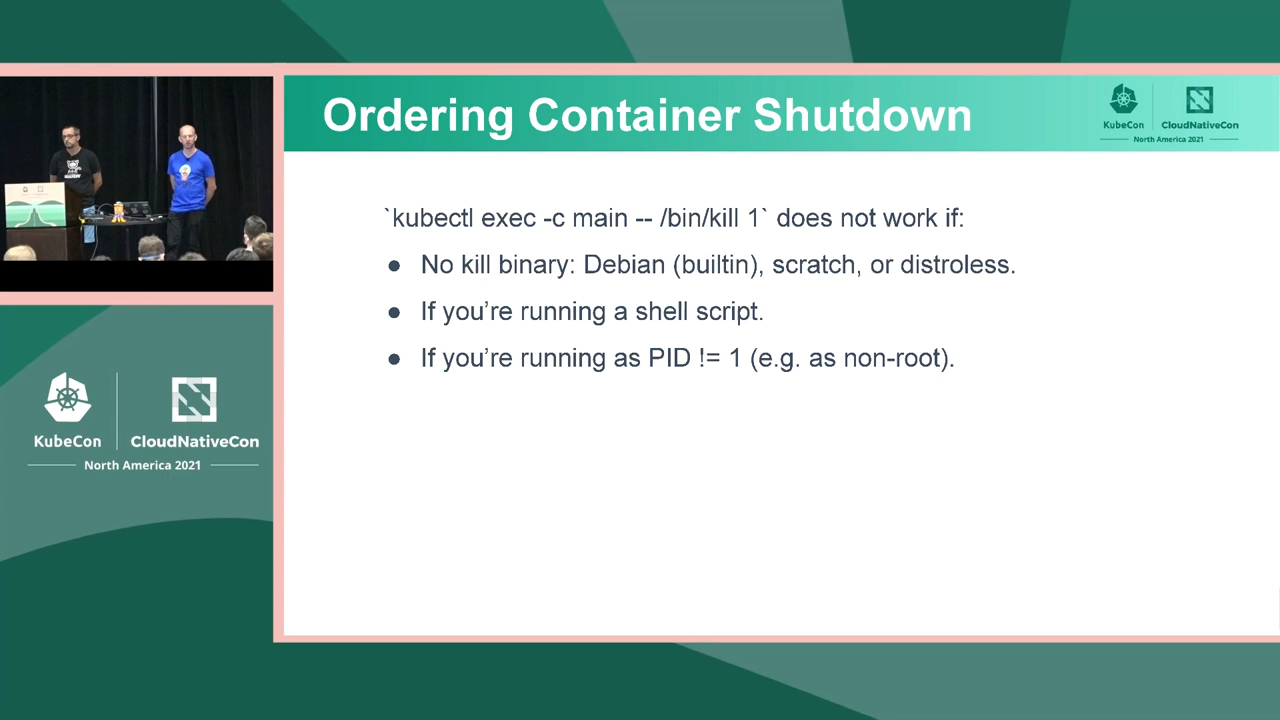 Ordering Container Shutdown
KubeCon
CloudNativeCon
North America 2021
`kubectl exec -c main -- /bin/kill 1` does not work if:
● No kill binary: Debian (builtin), scratch, or distroless.
● If you’re running a shell script.
● If you’re running as PID != 1 (e.g. as non-root).
KubeCon
CloudNativeCon
North America 2021